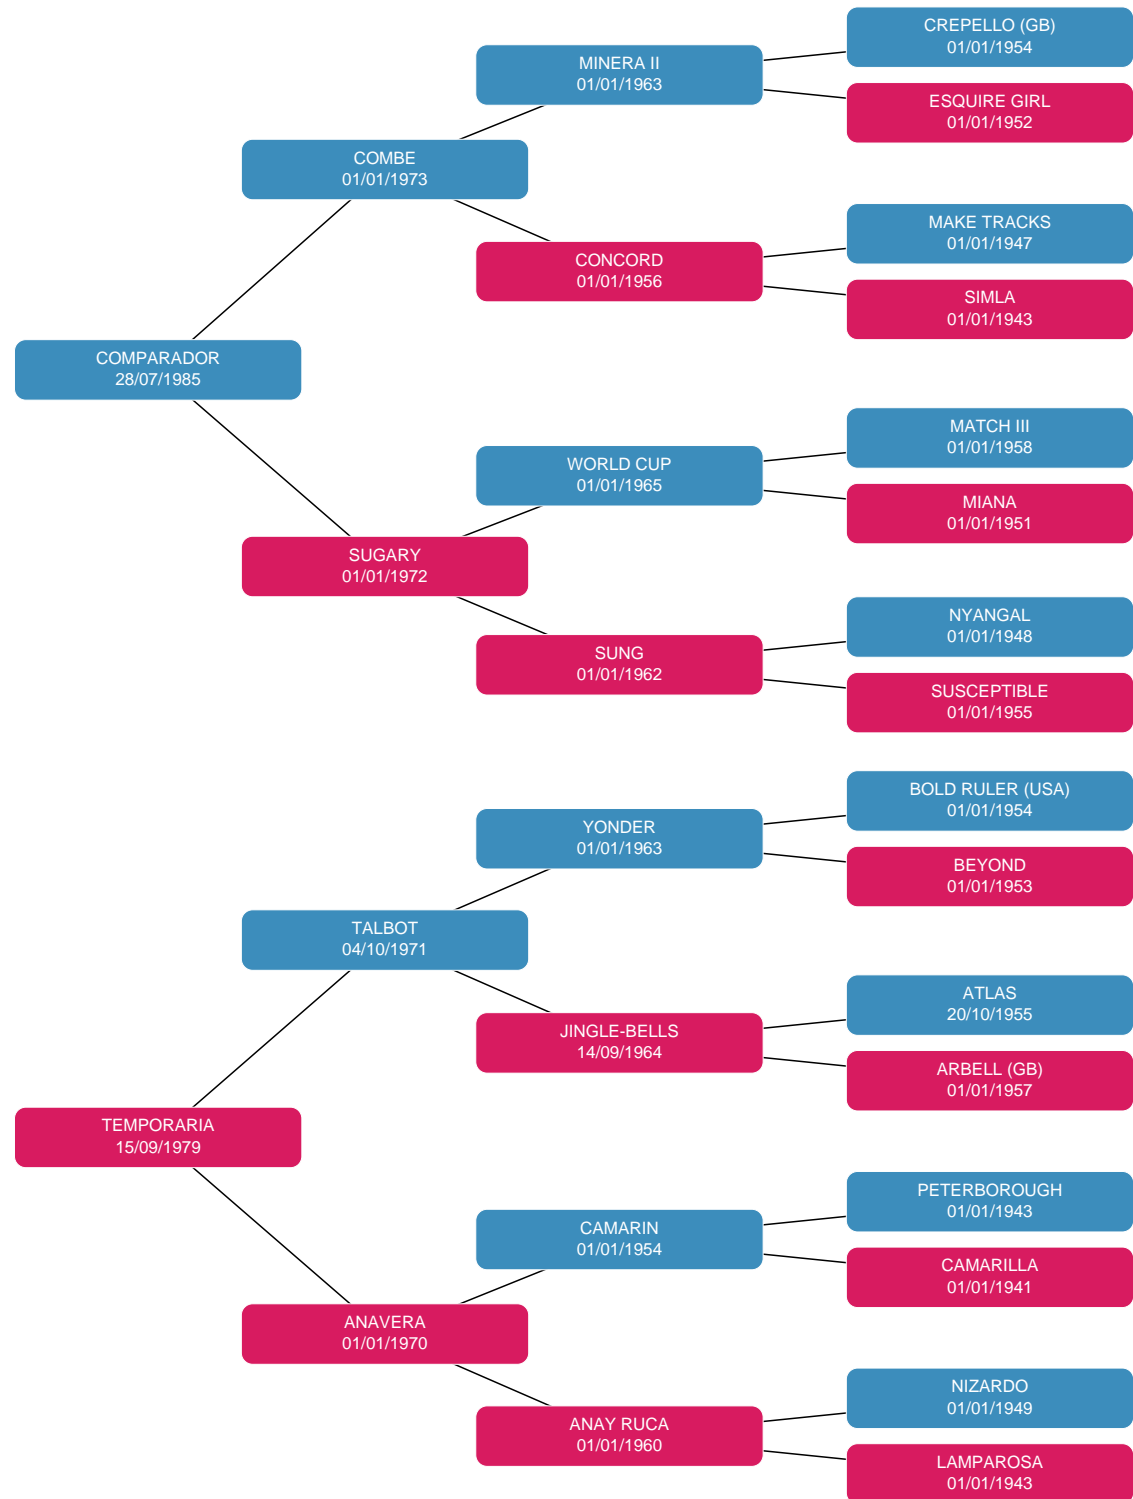 CREPELLO (GB)
01/01/1954
MINERA II
01/01/1963
ESQUIRE GIRL
01/01/1952
COMBE
01/01/1973
MAKE TRACKS
01/01/1947
CONCORD
01/01/1956
SIMLA
01/01/1943
COMPARADOR
28/07/1985
MATCH III
01/01/1958
WORLD CUP
01/01/1965
MIANA
01/01/1951
SUGARY
01/01/1972
NYANGAL
01/01/1948
SUNG
01/01/1962
SUSCEPTIBLE
01/01/1955
BOLD RULER (USA)
01/01/1954
YONDER
01/01/1963
BEYOND
01/01/1953
TALBOT
04/10/1971
ATLAS
20/10/1955
JINGLE-BELLS
14/09/1964
ARBELL (GB)
01/01/1957
TEMPORARIA
15/09/1979
PETERBOROUGH
01/01/1943
CAMARIN
01/01/1954
CAMARILLA
01/01/1941
ANAVERA
01/01/1970
NIZARDO
01/01/1949
ANAY RUCA
01/01/1960
LAMPAROSA
01/01/1943